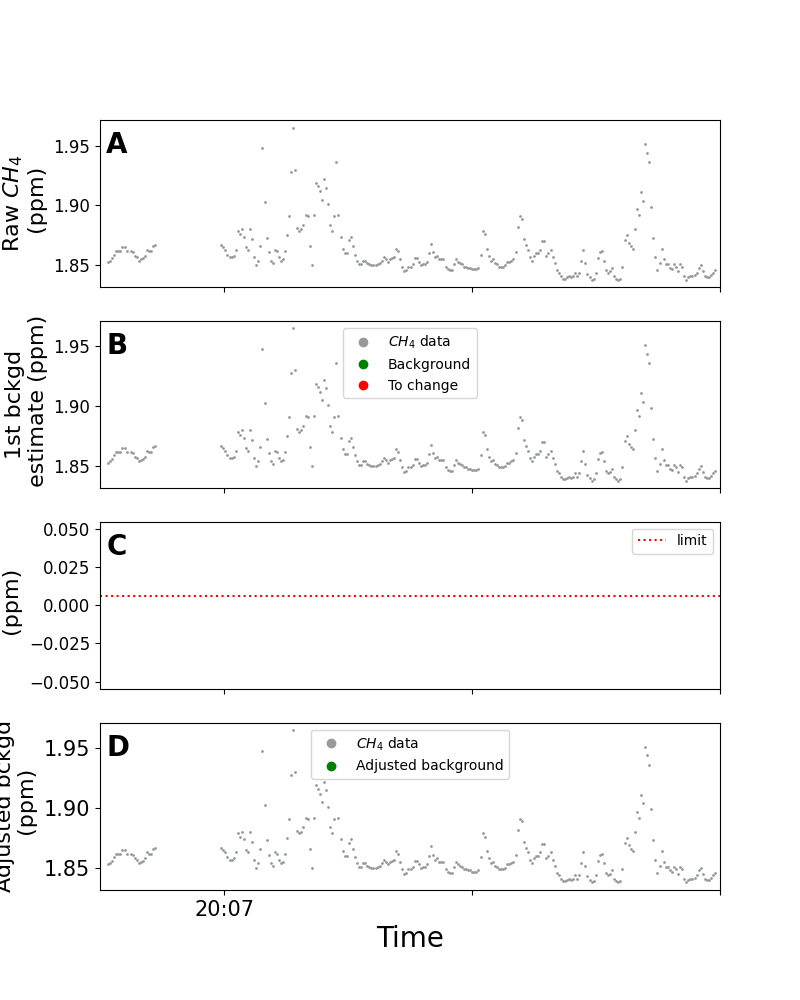 A
Raw CH4
(ppm)
1.95
1.90
1.85
B
1st bckgd
estimate (ppm)
1.95
1.90
1.85
CH4 data
Background
To change
C
(ppm)
0.050
0.025
0.000
−0.025
−0.050
limit
D
Adjusted bckgd
(ppm)
1.95
1.90
1.85
CH4 data
Adjusted background
20:07
Time